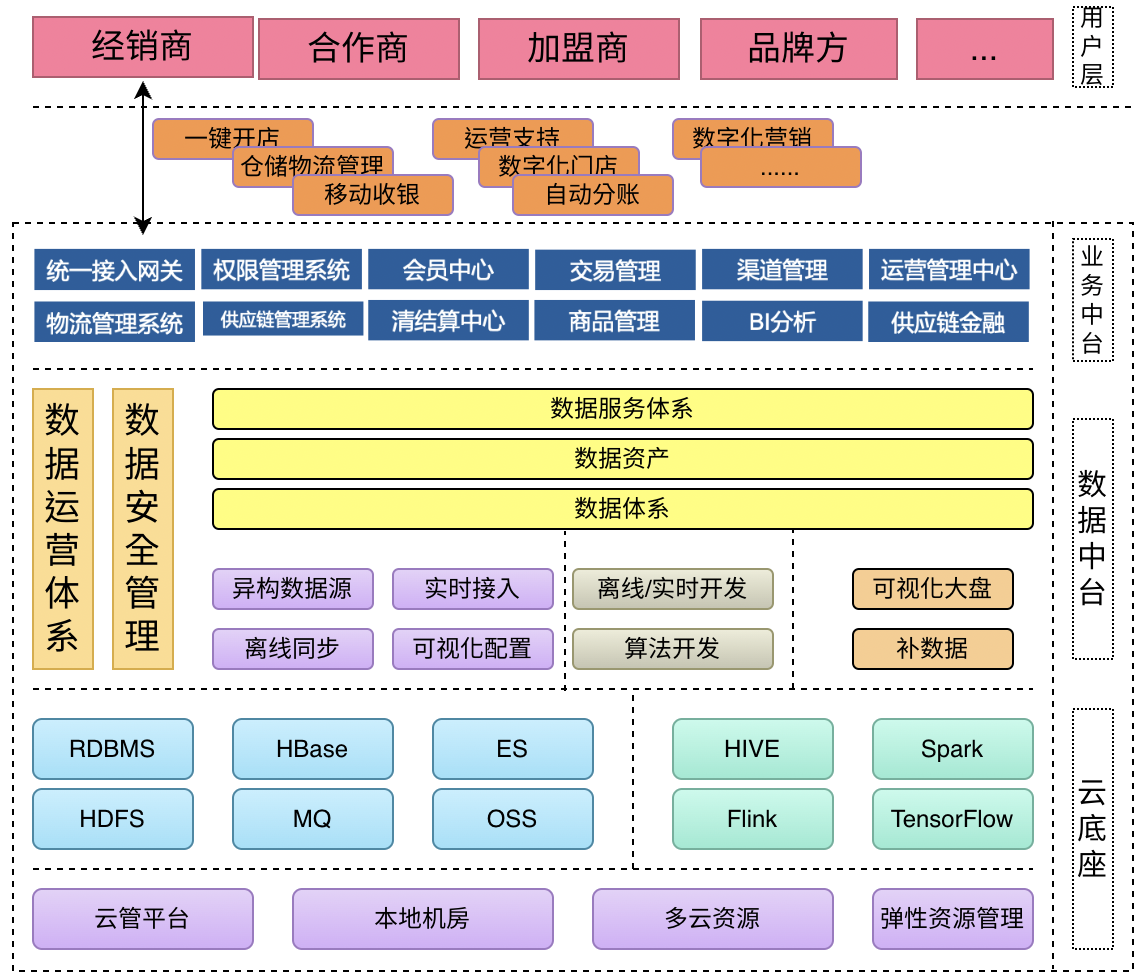 经销商
合作商
加盟商
品牌方
...
用户层
一键开店
运营支持
数字化营销
仓储物流管理
数字化门店
......
移动收银
自动分账
统一接入网关
权限管理系统
会员中心
交易管理
渠道管理
运营管理中心
物流管理系统
供应链管理系统
清结算中心
商品管理
BI分析
供应链金融
业务中台
数据运营体系
数据安全管理
数据服务体系
数据资产
数据体系
异构数据源
实时接入
离线/实时开发
可视化大盘
离线同步
可视化配置
算法开发
补数据
数据中台
RDBMS
HBase
ES
HIVE
Spark
HDFS
MQ
OSS
Flink
TensorFlow
云管平台
本地机房
多云资源
弹性资源管理
云底座